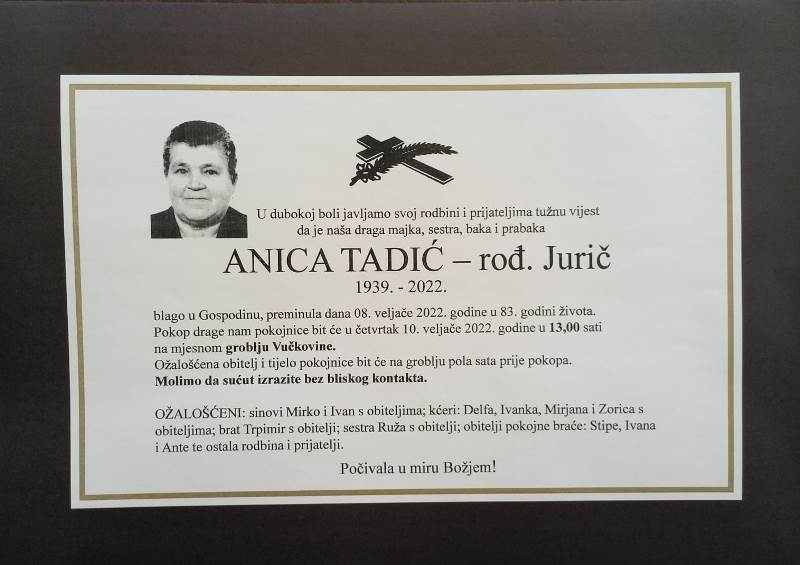 U dubokoj boli javljamo svoj rodbini i prijateljima tužnu vijest
da je naša draga majka, sestra, baka i prabaka
ANICA TADIĆ – rođ. Jurič
1939. - 2022.
blago u Gospodinu, preminula dana 08. veljače 2022. godine u 83. godini života.
Pokop drage nam pokojnice bit će u četvrtak 10. veljače 2022. godine u 13,00 sati
na mjesnom groblju Vučkovine.
Ožalošćena obitelj i tijelo pokojnice bit će na groblju pola sata prije pokopa.
Molimo da sućut izrazite bez bliskog kontakta.
OŽALOŠĆENI: sinovi Mirko i Ivan s obiteljima; kćeri: Delfa, Ivanka, Mirjana i Zorica s
obiteljima; brat Trpimir s obitelji; sestra Ruža s obitelji; obitelji pokojne braće: Stipe, Ivana
i Ante te ostala rodbina i prijatelji.
Počivala u miru Božjem!